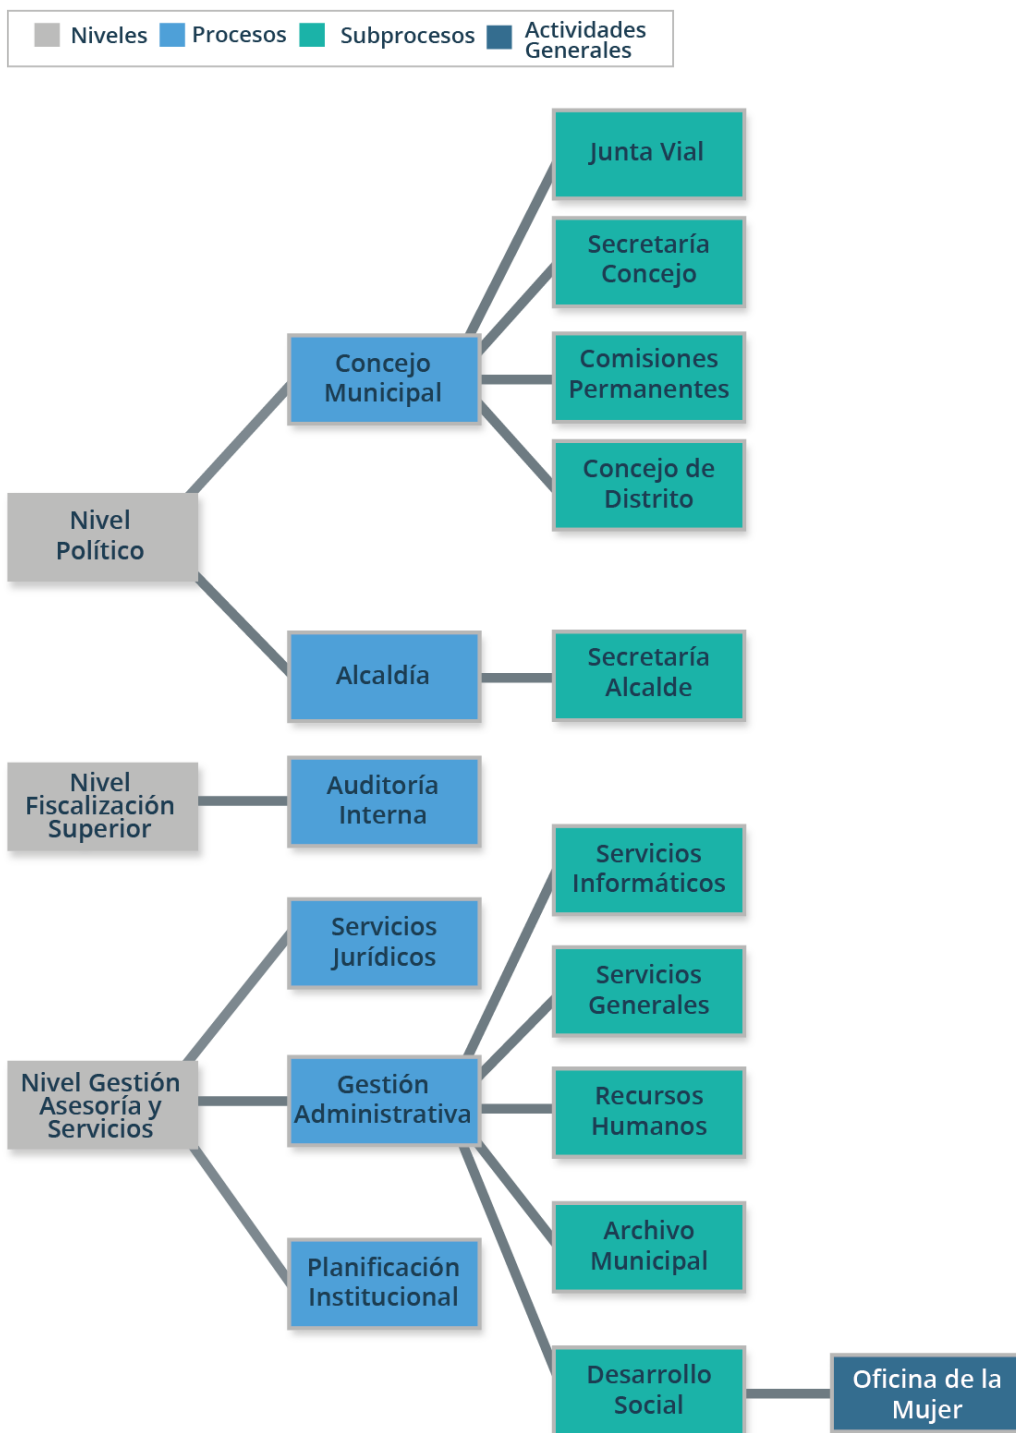 Niveles
Procesos
Subprocesos
Actividades
Generales
Junta Vial
Secretaría
Concejo
Concejo
Municipal
Comisiones
Permanentes
Concejo de
Distrito
Nivel
Político
Alcaldía
Secretaría
Alcalde
Nivel
Fiscalización
Superior
Auditoría
Interna
Servicios
Informáticos
Servicios
Jurídicos
Servicios
Generales
Nivel Gestión
Asesoría y
Servicios
Gestión
Administrativa
Recursos
Humanos
Archivo
Municipal
Planificación
Institucional
Desarrollo
Social
Oficina de la
Mujer